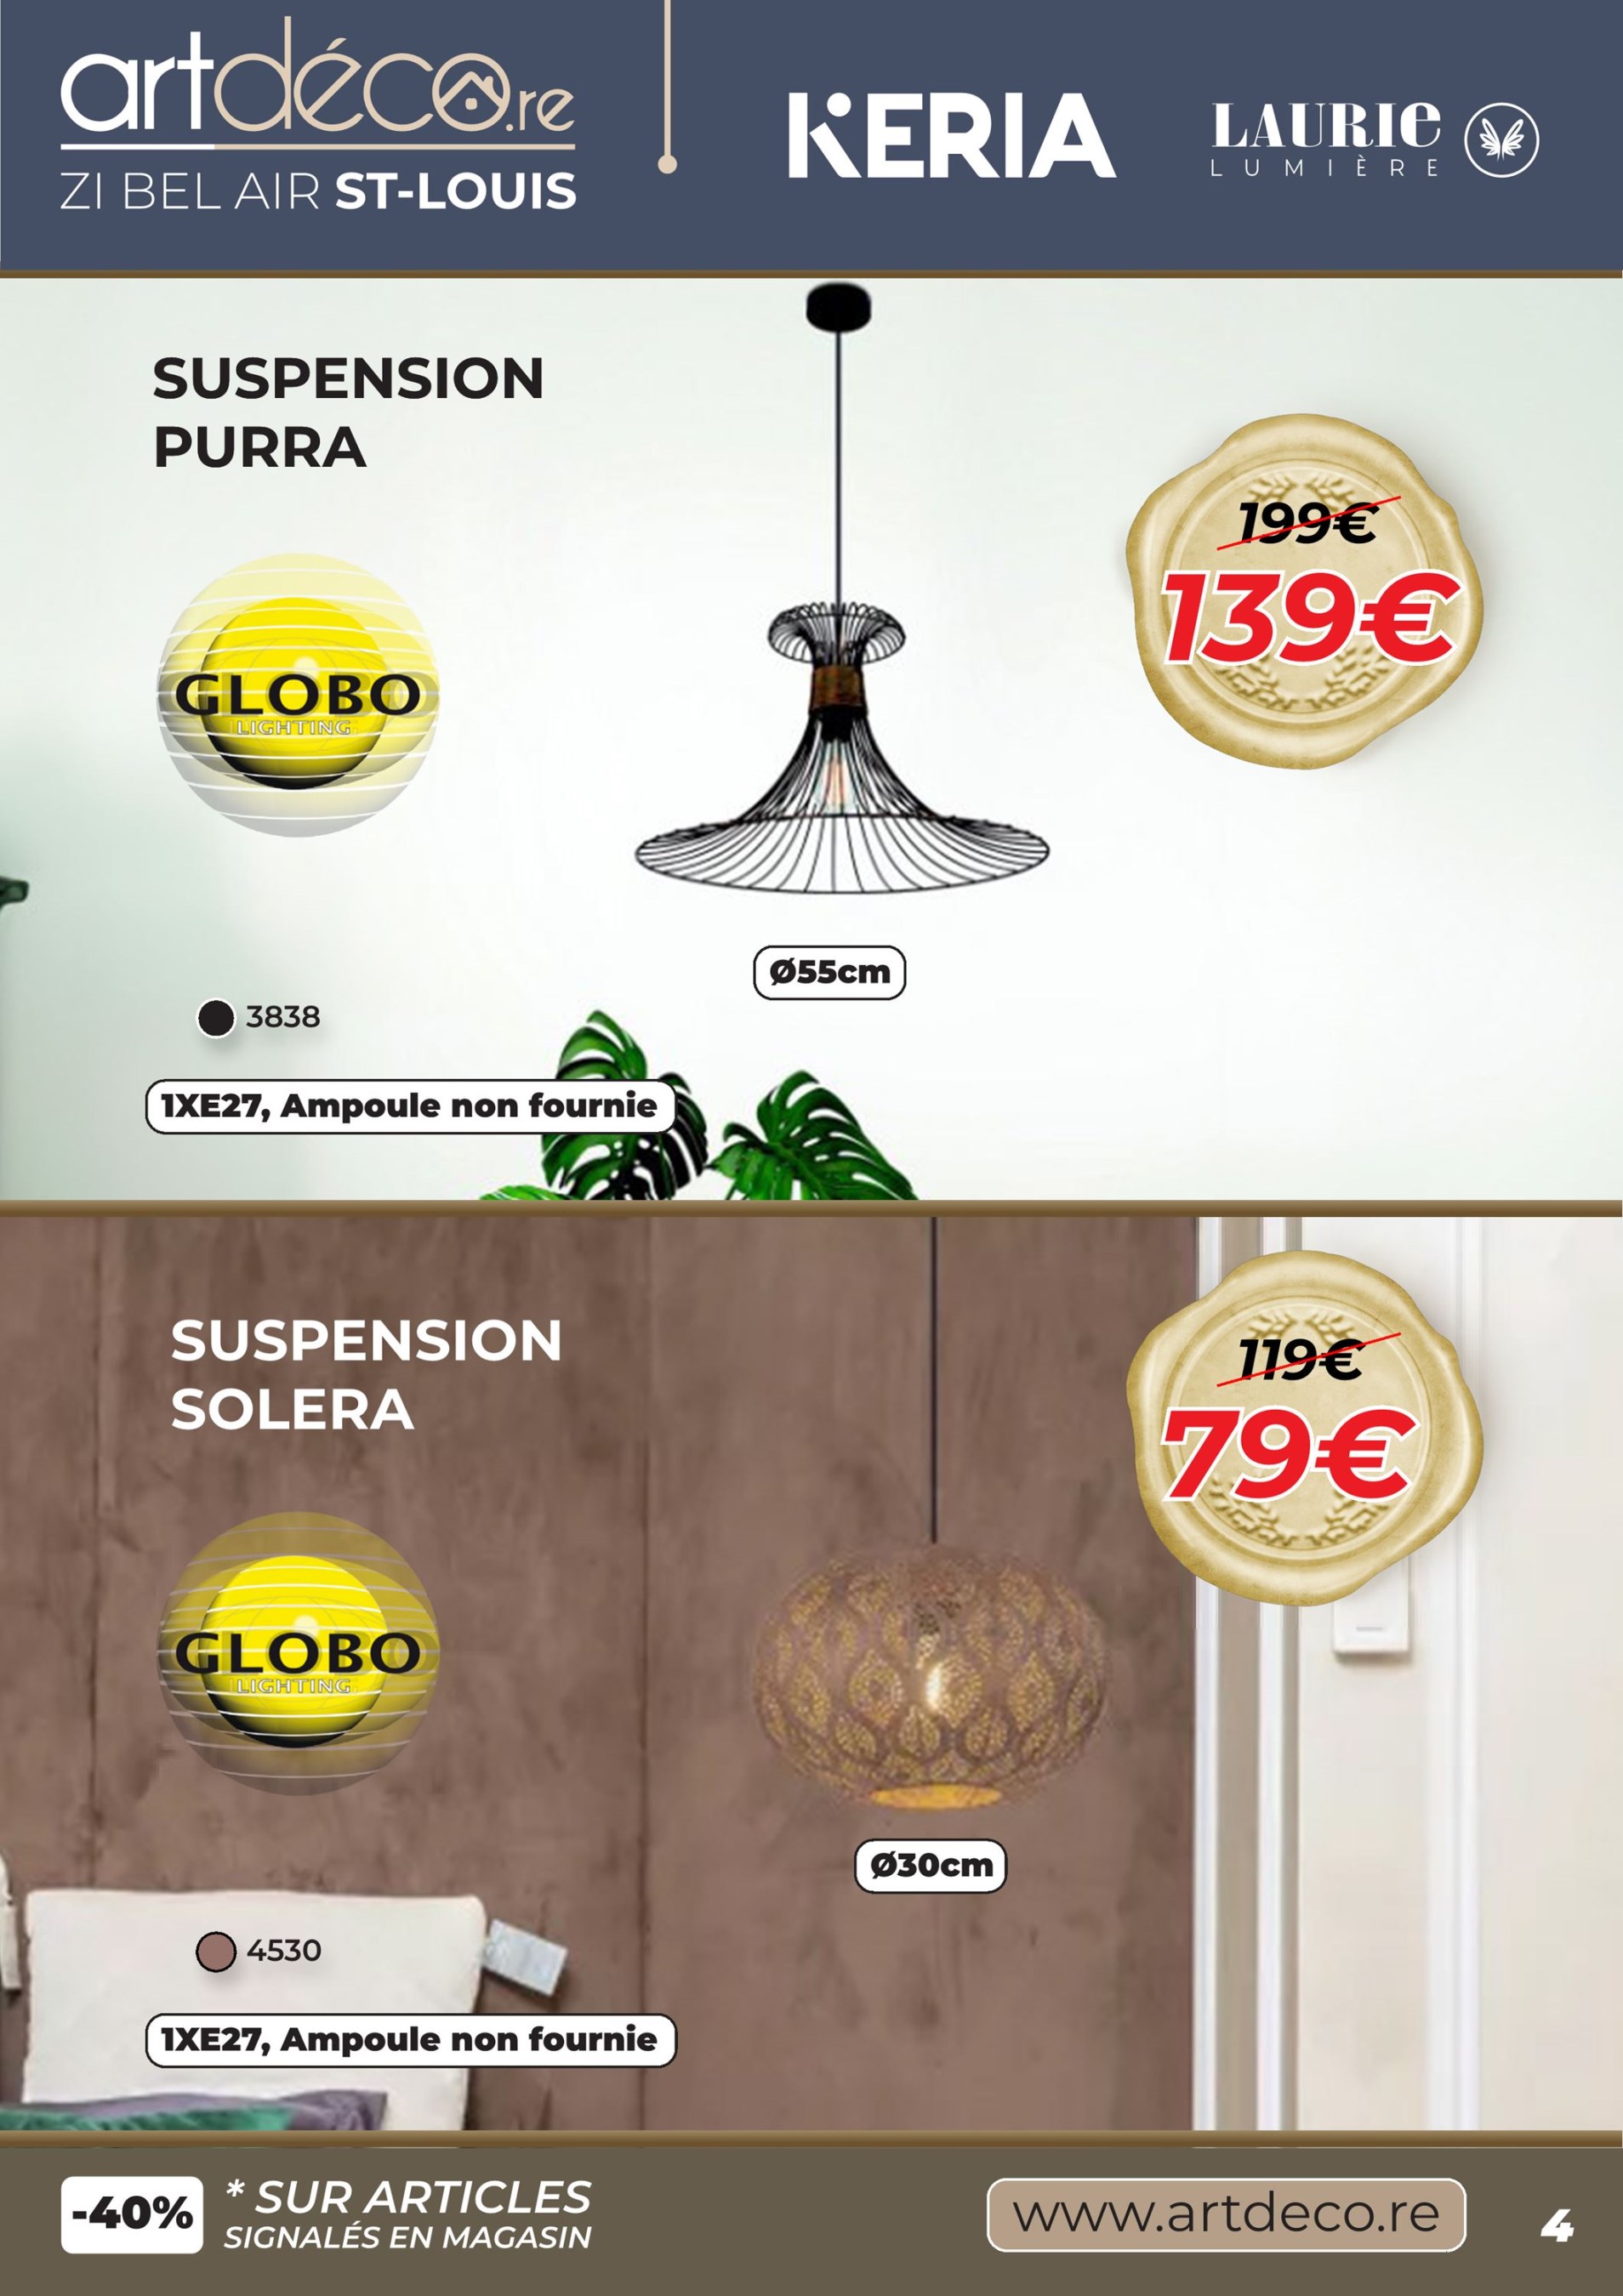 artdéco.re
ZI BEL AIR ST-LOUIS
KERIA
LAURIE
LUMIÈRE
SUSPENSION
PURRA
199€
139€
GLOBO
LIGHTING
Ø55cm
3838
1XE27, Ampoule non fournie
SUSPENSION
SOLERA
119€
79€
GLOBO
LIGHTING
Ø30cm
4530
1XE27, Ampoule non fournie
-40%
* SUR ARTICLES
SIGNALÉS EN MAGASIN
www.artdeco.re
4